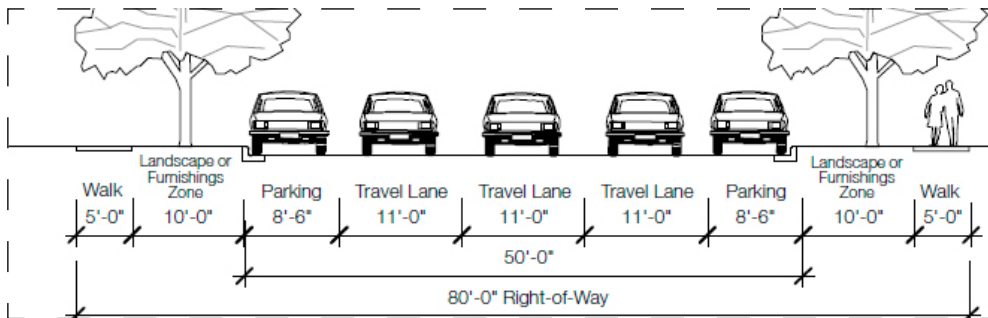 Landscape or
Furnishings
Zone
Landscape or
Furnishings
Zone
Walk
Parking
Travel Lane
Travel Lane
Travel Lane
Parking
Walk
5'-0"
10'-0"
8'-6"
11'-0"
11'-0"
11'-0"
8'-6"
10'-0"
5'-0"
50'-0"
80'-0" Right-of-Way